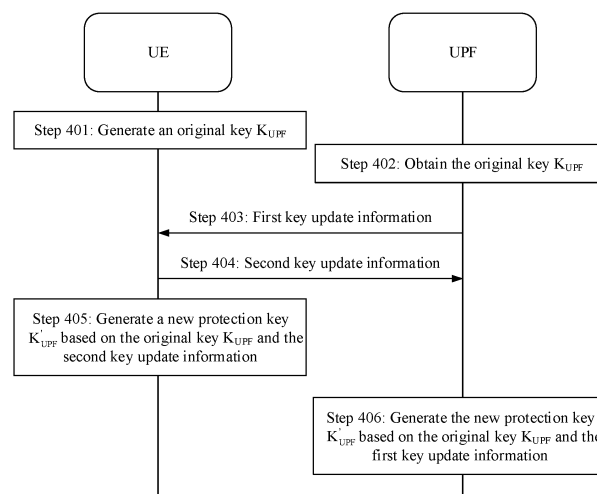 UE
UPF
Step 401: Generate an original key K_UPF
Step 402: Obtain the original key K_UPF
Step 403: First key update information
Step 404: Second key update information
Step 405: Generate a new protection key
K'_UPF based on the original key K_UPF and the
second key update information
Step 406: Generate the new protection key
K'_UPF based on the original key K_UPF and the
first key update information